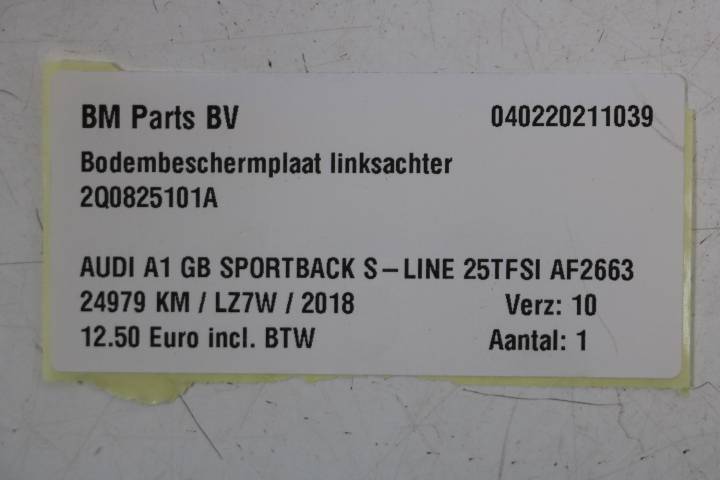 BM Parts BV 040220211039
Bodembeschermplaat linksachter
2Q0825101A
AUDI A1 GB SPORTBACK S-LINE 25TFSI AF2663
24979 KM / LZ7W / 2018 Verz: 10
12.50 Euro incl. BTW Aantal: 1